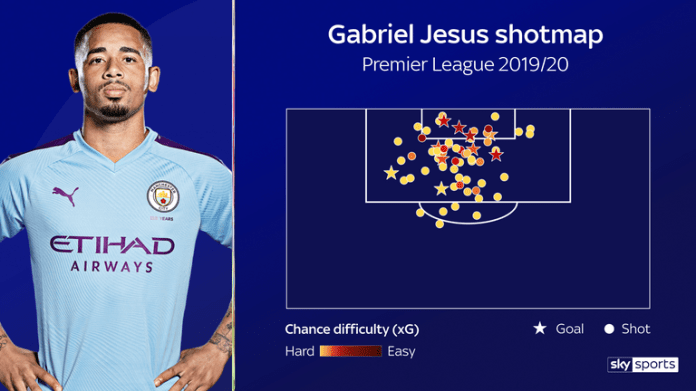 Gabriel Jesus shotmap
Premier League 2019/20
ETIHAD
AIRWAYS
Chance difficulty (xG)
Goal
Shot
Hard
Easy
sky sports